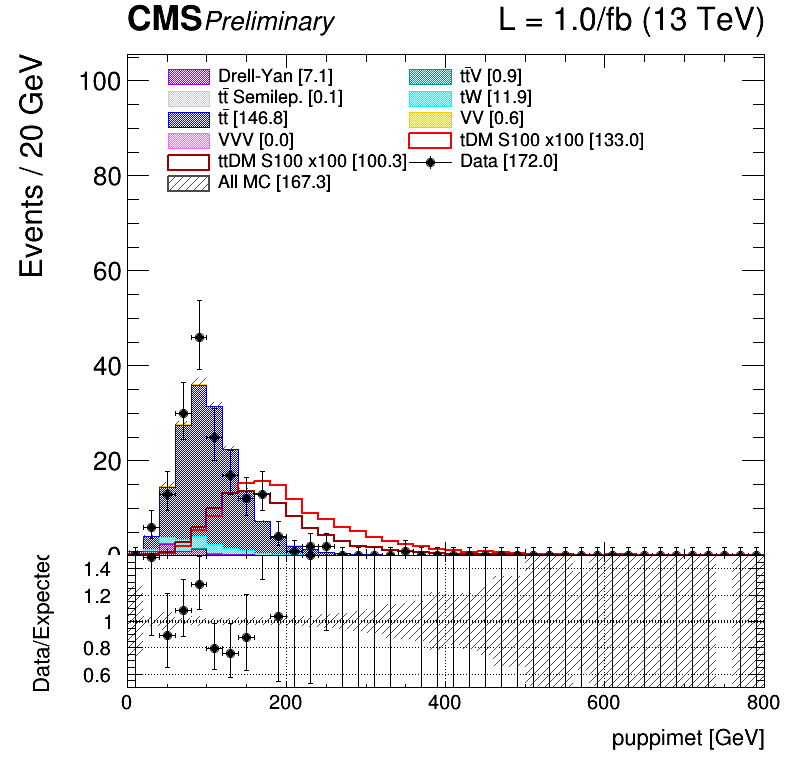 CMS Preliminary L = 1.0/fb (13 TeV)
Events / 20 GeV
100
80
60
40
20
0
Drell-Yan [7.1]
tt̄ Semilep. [0.1]
tt̄ [146.8]
VVV [0.0]
ttDM S100 x100 [100.3]
All MC [167.3]
tt̄V [0.9]
tW [11.9]
VV [0.6]
tDM S100 x100 [133.0]
Data [172.0]
Data/Expected
1.4
1.2
1
0.8
0.6
0 200 400 600 800
puppimet [GeV]